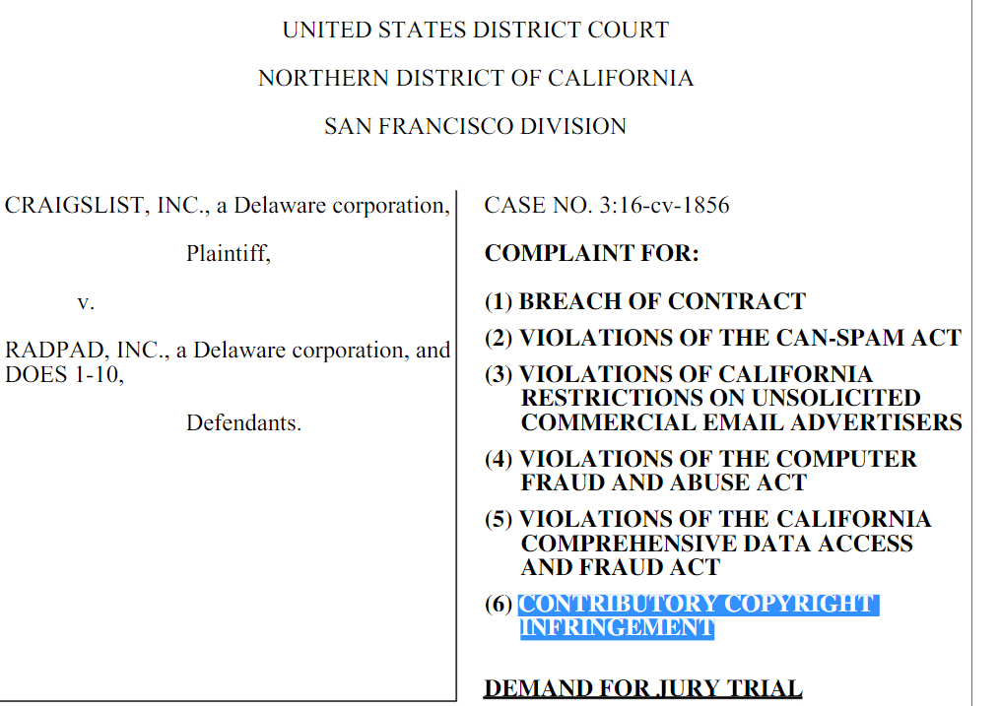 UNITED STATES DISTRICT COURT
NORTHERN DISTRICT OF CALIFORNIA
SAN FRANCISCO DIVISION
CRAIGSLIST, INC., a Delaware corporation,
Plaintiff,
v.
RADPAD, INC., a Delaware corporation, and
DOES 1-10,
Defendants.
CASE NO. 3:16-cv-1856
COMPLAINT FOR:
(1) BREACH OF CONTRACT
(2) VIOLATIONS OF THE CAN-SPAM ACT
(3) VIOLATIONS OF CALIFORNIA
RESTRICTIONS ON UNSOLICITED
COMMERCIAL EMAIL ADVERTISERS
(4) VIOLATIONS OF THE COMPUTER
FRAUD AND ABUSE ACT
(5) VIOLATIONS OF THE CALIFORNIA
COMPREHENSIVE DATA ACCESS
AND FRAUD ACT
(6) CONTRIBUTORY COPYRIGHT
INFRINGEMENT
DEMAND FOR JURY TRIAL